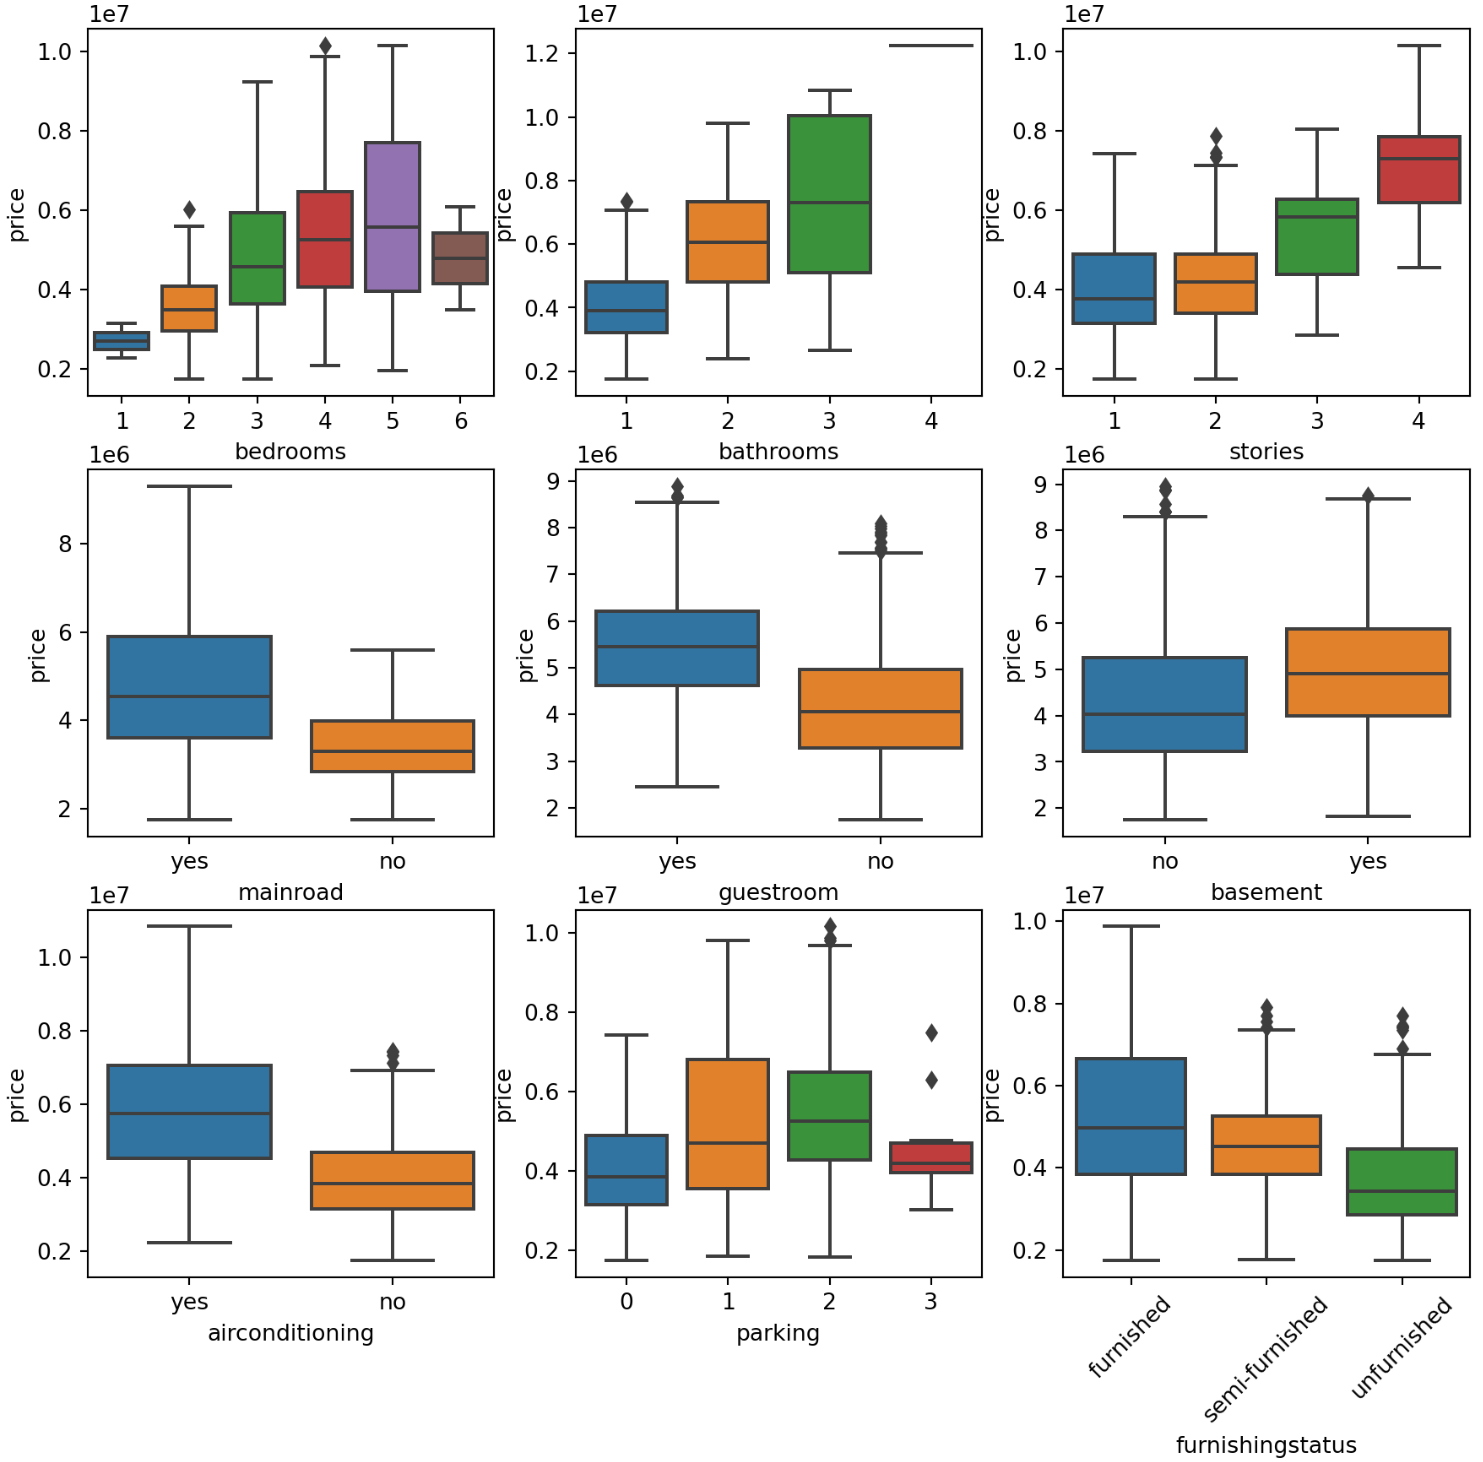 1e7
1.0
0.8
0.6
0.4
0.2
price
1 2 3 4 5 6
bedrooms
1e7
1.2
1.0
0.8
0.6
0.4
0.2
price
1 2 3 4
bathrooms
1e7
1.0
0.8
0.6
0.4
0.2
price
1 2 3 4
stories
1e6
8
6
4
2
price
yes no
mainroad
1e6
9
8
7
6
5
4
3
2
price
yes no
guestroom
1e6
9
8
7
6
5
4
3
2
price
no yes
basement
1e7
1.0
0.8
0.6
0.4
0.2
price
yes no
airconditioning
1e7
1.0
0.8
0.6
0.4
0.2
price
0 1 2 3
parking
1e7
1.0
0.8
0.6
0.4
0.2
price
furnished
semi-furnished
unfurnished
furnishingstatus